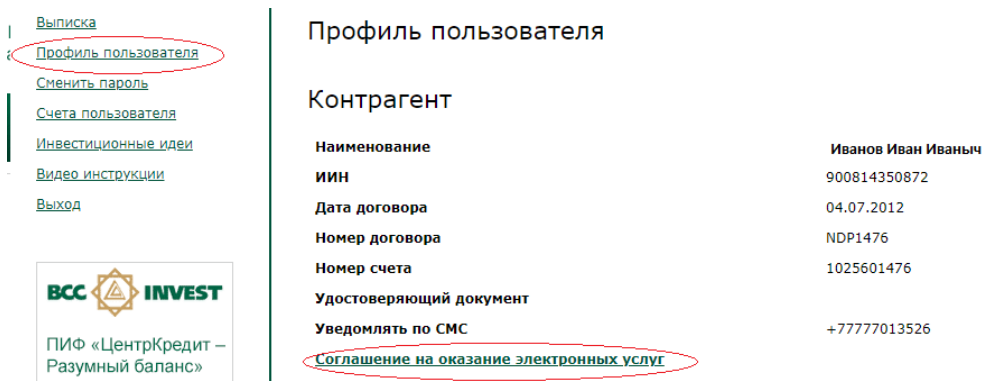 Выписка
Профиль пользователя
Сменить пароль
Счета пользователя
Инвестиционные идеи
Видео инструкции
Выход
BCC INVEST
ПИФ «ЦентрКредит –
Разумный баланс»
Профиль пользователя
Контрагент
Наименование Иванов Иван Иваныч
ИИН 900814350872
Дата договора 04.07.2012
Номер договора NDP1476
Номер счета 1025601476
Удостоверяющий документ
Уведомлять по СМС +77777013526
Соглашение на оказание электронных услуг